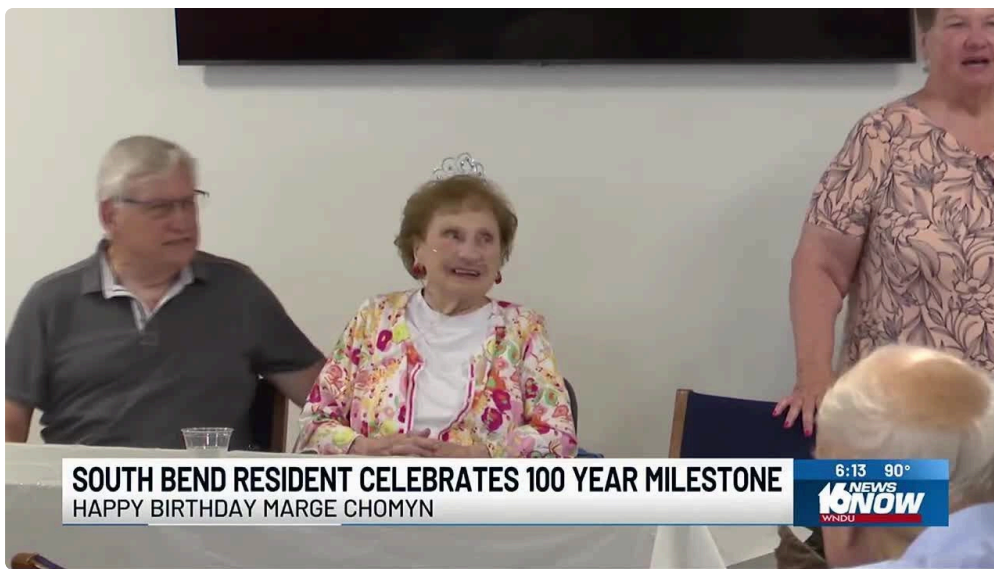 SOUTH BEND RESIDENT CELEBRATES 100 YEAR MILESTONE
HAPPY BIRTHDAY MARGE CHOMYN
6:13 90°
16 NEWS NOW
WNDU